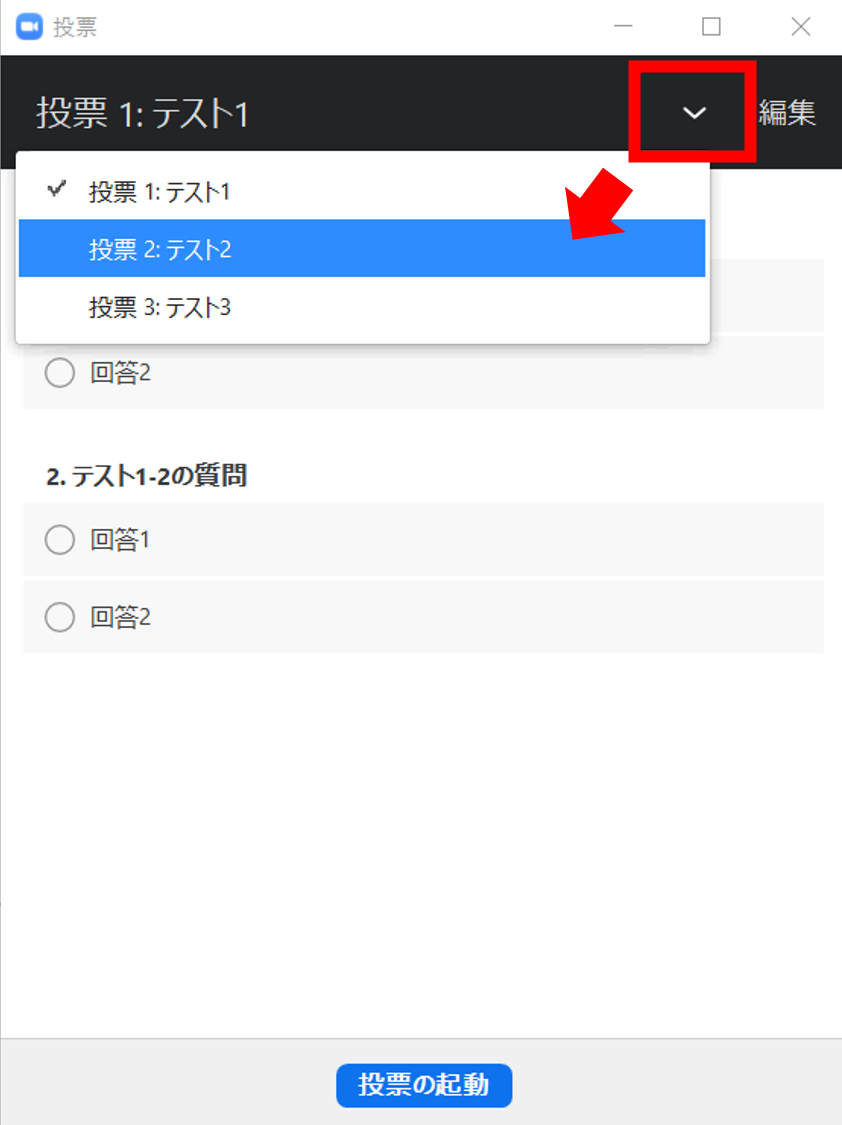 投票
投票 1: テスト1
編集
投票 1: テスト1
投票 2: テスト2
投票 3: テスト3
回答2
2. テスト1-2の質問
回答1
回答2
投票の起動